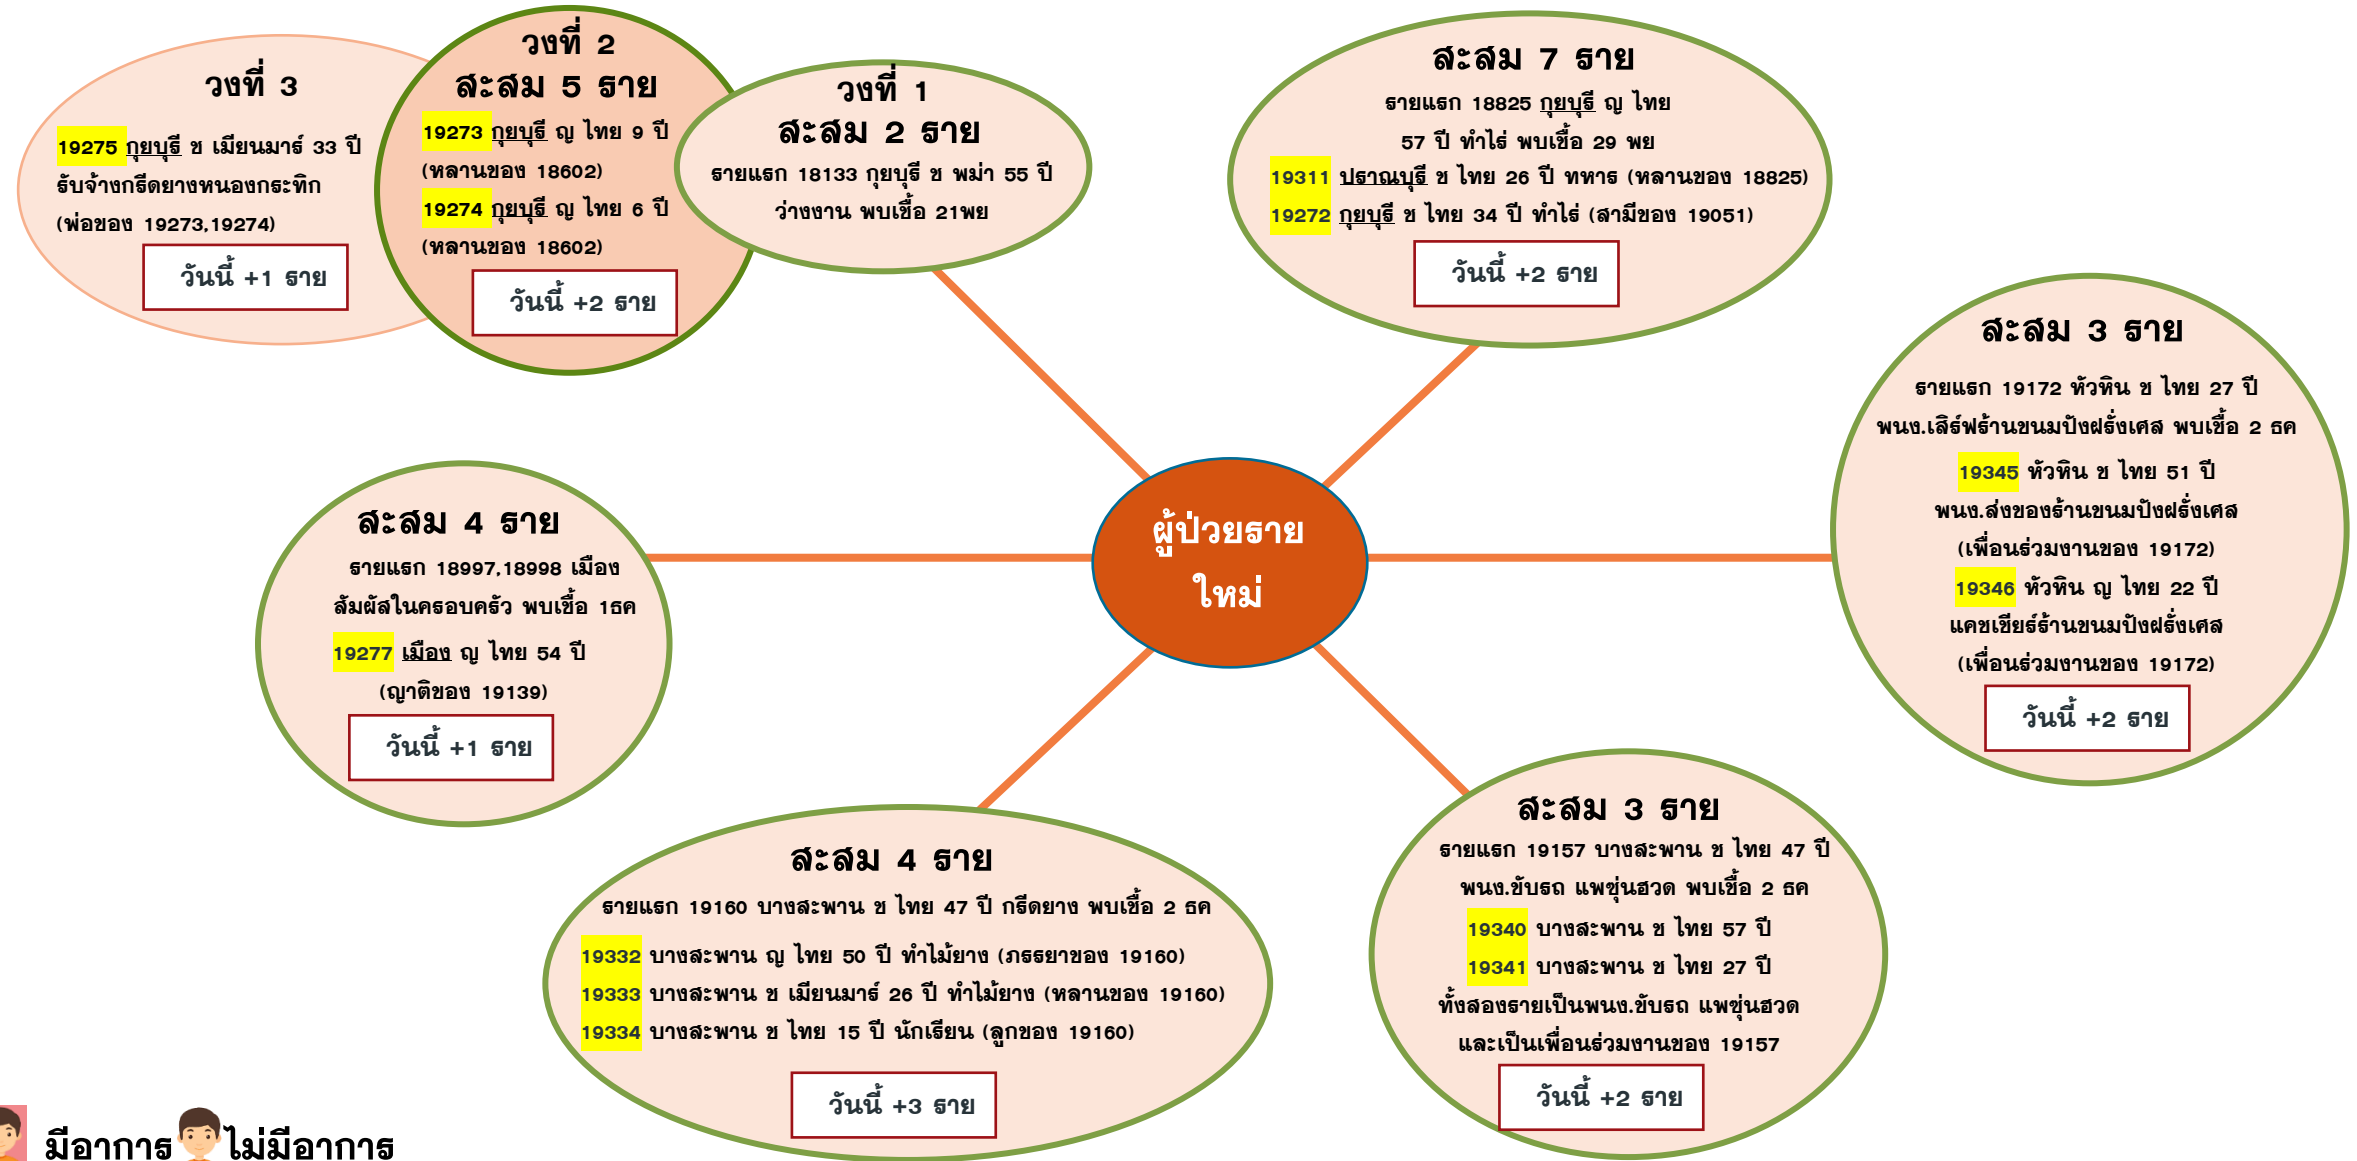 วงที่ 3
19275 กุยบุรี ช เมียนมาร์ 33 ปี
รับจ้างกรีดยางหนองกระทิก
(พ่อของ 19273,19274)
วันนี้ +1 ราย
วงที่ 2
สะสม 5 ราย
19273 กุยบุรี ญ ไทย 9 ปี
(หลานของ 18602)
19274 กุยบุรี ญ ไทย 6 ปี
(หลานของ 18602)
วันนี้ +2 ราย
วงที่ 1
สะสม 2 ราย
รายแรก 18133 กุยบุรี ช พม่า 55 ปี
ว่างงาน พบเชื้อ 21พย
สะสม 7 ราย
รายแรก 18825 กุยบุรี ญ ไทย
57 ปี ทำไร่ พบเชื้อ 29 พย
19311 ปราณบุรี ช ไทย 26 ปี ทหาร (หลานของ 18825)
19272 กุยบุรี ช ไทย 34 ปี ทำไร่ (สามีของ 19051)
วันนี้ +2 ราย
สะสม 3 ราย
รายแรก 19172 หัวหิน ช ไทย 27 ปี
พนง.เสิร์ฟร้านขนมปังฝรั่งเศส พบเชื้อ 2 ธค
19345 หัวหิน ช ไทย 51 ปี
พนง.ส่งของร้านขนมปังฝรั่งเศส
(เพื่อนร่วมงานของ 19172)
19346 หัวหิน ญ ไทย 22 ปี
แคชเชียร์ร้านขนมปังฝรั่งเศส
(เพื่อนร่วมงานของ 19172)
วันนี้ +2 ราย
ผู้ป่วยราย
ใหม่
สะสม 4 ราย
รายแรก 18997,18998 เมือง
สัมผัสในครอบครัว พบเชื้อ 1ธค
19277 เมือง ญ ไทย 54 ปี
(ญาติของ 19139)
วันนี้ +1 ราย
สะสม 4 ราย
รายแรก 19160 บางสะพาน ช ไทย 47 ปี กรีดยาง พบเชื้อ 2 ธค
19332 บางสะพาน ญ ไทย 50 ปี ทำไม้ยาง (ภรรยาของ 19160)
19333 บางสะพาน ช เมียนมาร์ 26 ปี ทำไม้ยาง (หลานของ 19160)
19334 บางสะพาน ช ไทย 15 ปี นักเรียน (ลูกของ 19160)
วันนี้ +3 ราย
สะสม 3 ราย
รายแรก 19157 บางสะพาน ช ไทย 47 ปี
พนง.ขับรถ แพซุ่นฮวด พบเชื้อ 2 ธค
19340 บางสะพาน ช ไทย 57 ปี
19341 บางสะพาน ช ไทย 27 ปี
ทั้งสองรายเป็นพนง.ขับรถ แพซุ่นฮวด
และเป็นเพื่อนร่วมงานของ 19157
วันนี้ +2 ราย
มีอาการ ไม่มีอาการ